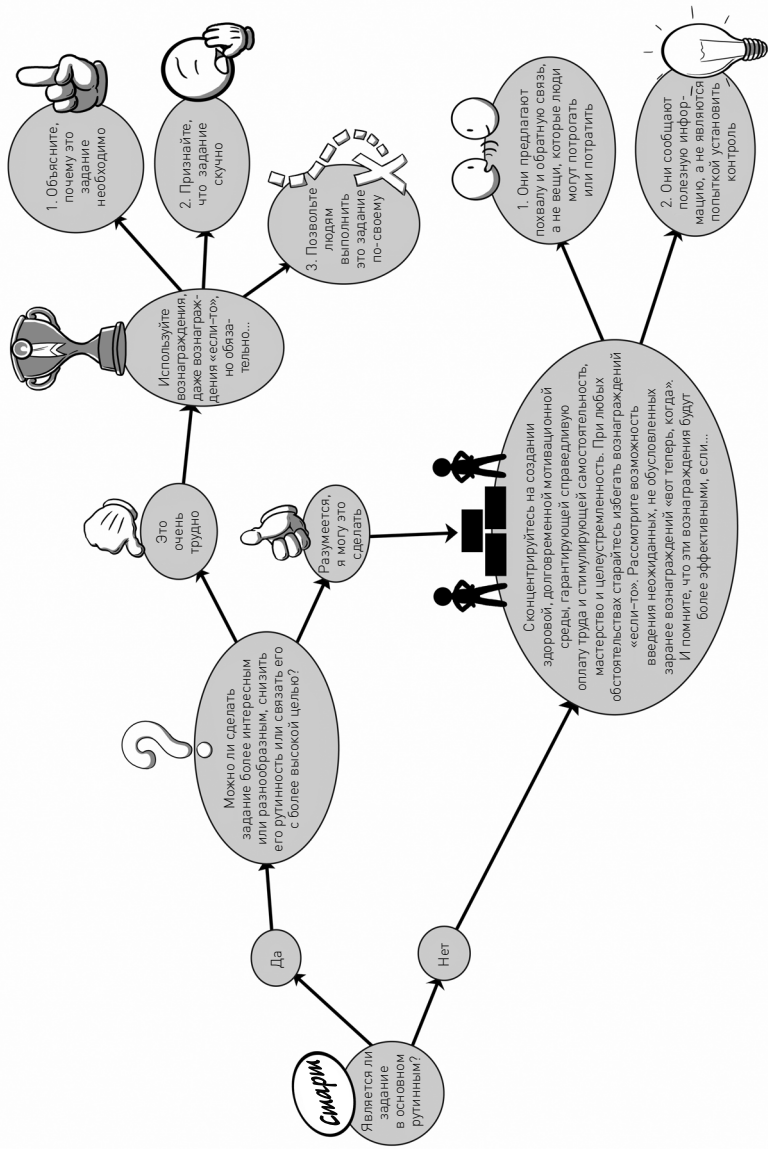 Старт
Является ли
задание
в основном
рутинным?
Да
Нет
Можно ли сделать
задание более интересным
или разнообразным, снизить
его рутинность или связать его
с более высокой целью?
Это
очень
трудно
Разумеется,
я могу это
сделать
Используйте
вознаграждения,
даже вознаграж-
дения «если–то»,
но обяза-
тельно...
1. Объясните,
почему это
задание
необходимо
2. Признайте,
что задание
скучно
3. Позвольте
людям
выполнить
это задание
по-своему
Сконцентрируйтесь на создании
здоровой, долговременной мотивационной
среды, гарантирующей справедливую
оплату труда и стимулирующей самостоятельность,
мастерство и целеустремленность. При любых
обстоятельствах старайтесь избегать вознаграждений
«если–то». Рассмотрите возможность
введения неожиданных, не обусловленных
заранее вознаграждений «вот теперь, когда».
И помните, что эти вознаграждения будут
более эффективными, если...
1. Они предлагают
похвалу и обратную связь,
а не вещи, которые люди
могут потрогать
или потратить
2. Они сообщают
полезную инфор-
мацию, а не являются
попыткой установить
контроль